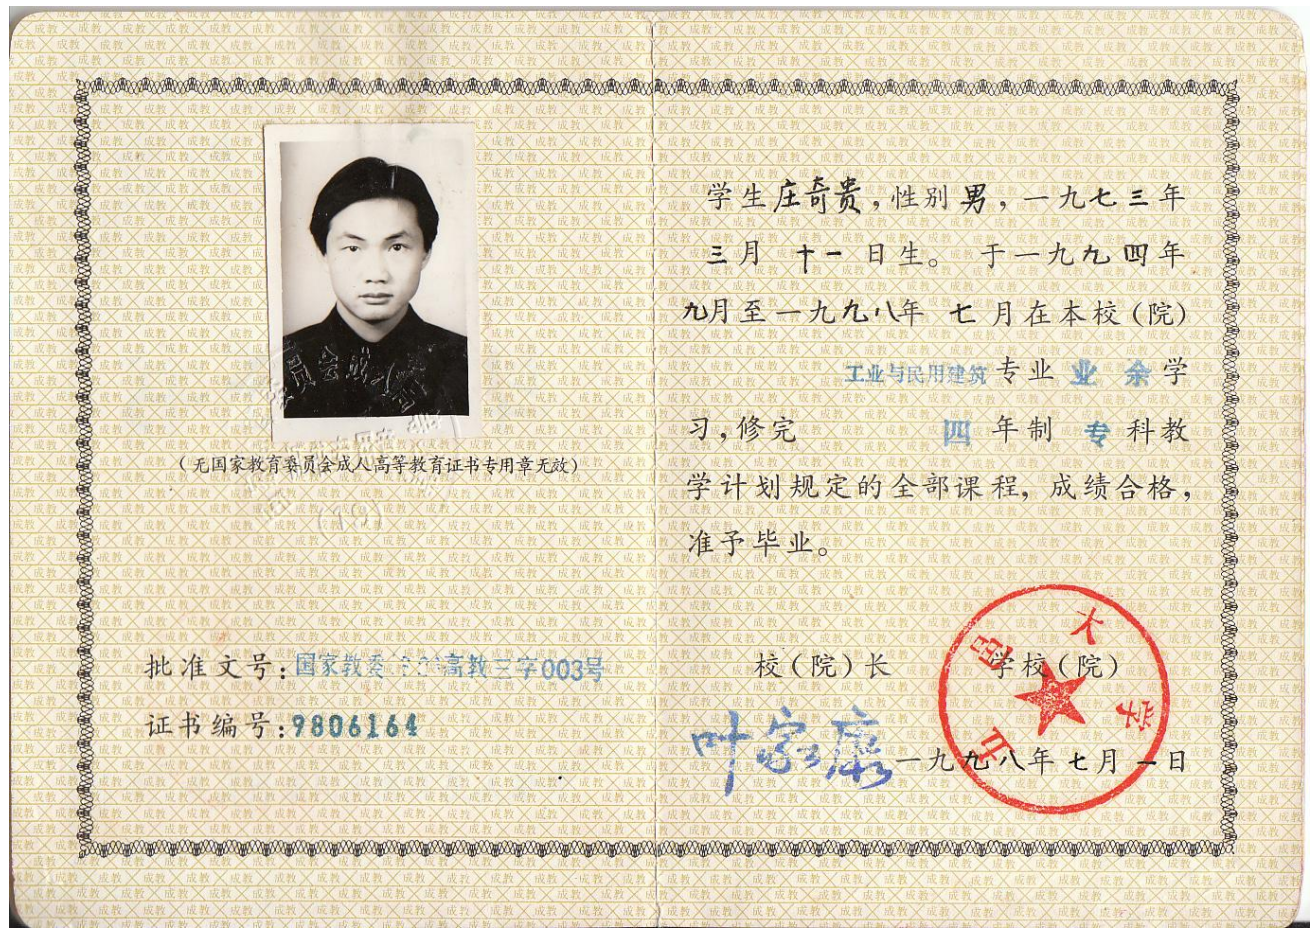 （无国家教育委员会成人高等教育证书专用章无效）
批准文号：国家教委 高教三字003号
证书编号：9806164
学生庄奇贵，性别男，一九七三年
三月 十一 日生。 于一九九四年
九月至一九九八年 七 月在本校（院）
工业与民用建筑 专业 业 余 学
习，修完 四 年制 专 科教
学计划规定的全部课程，成绩合格，
准予毕业。
校（院）长 学校（院）
叶家康
一九九八年七月一日
大学